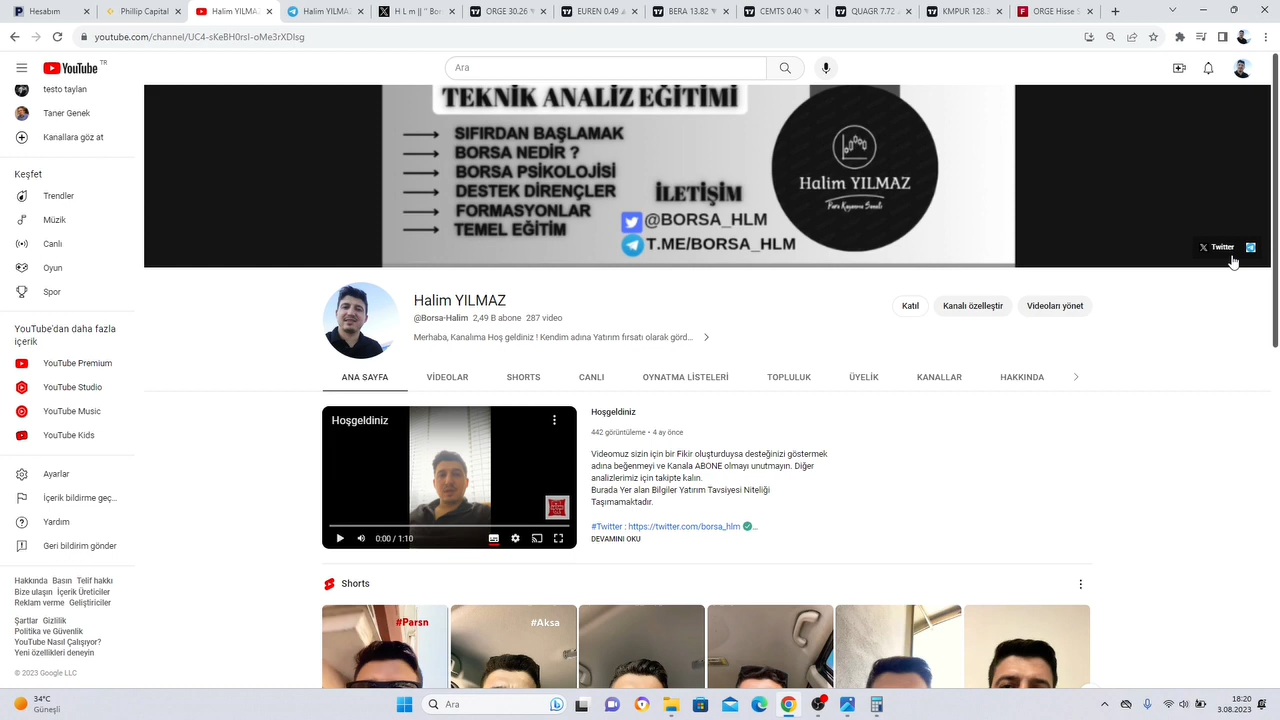 Hisseleri
Phillip Capital
Halim YILMAZ
Halim YILMAZ
H L M || "Bors
ORGE 30.26
EUREN 0.49
BERA 13.82
CEMTS 0.40
QUAGR 7.72
KMPUR 128.3
ORGE Hisse S
youtube.com/channel/UC4-sKeBH0rsI-oMe3rXDIsg
YouTube TR
Ara
testo taylan
Taner Genek
Kanallara göz at
Keşfet
Trendler
Müzik
Canlı
Oyun
Spor
YouTube'dan daha fazla
içerik
YouTube Premium
YouTube Studio
YouTube Music
YouTube Kids
Ayarlar
İçerik bildirme geç...
Yardım
Geri bildirim gönder
Hakkında Basın Telif hakkı
Bize ulaşın İçerik Üreticiler
Reklam verme Geliştiriciler
Şartlar Gizlilik
Politika ve Güvenlik
YouTube Nasıl Çalışıyor?
Yeni özellikleri deneyin
© 2023 Google LLC
TEKNİK ANALİZ EĞİTİMİ
SIFIRDAN BAŞLAMAK
BORSA NEDİR ?
BORSA PSİKOLOJİSİ
DESTEK DİRENÇLER
FORMASYONLAR
TEMEL EĞİTİM
İLETİŞİM
@BORSA_HLM
T.ME/BORSA_HLM
Halim YILMAZ
Para Kazanma Sanatı
Twitter
Halim YILMAZ
@Borsa-Halim 2,49 B abone 287 video
Merhaba, Kanalıma Hoş geldiniz ! Kendim adına Yatırım fırsatı olarak görd...
Katıl
Kanalı özelleştir
Videoları yönet
ANA SAYFA
VİDEOLAR
SHORTS
CANLI
OYNATMA LİSTELERİ
TOPLULUK
ÜYELİK
KANALLAR
HAKKINDA
Hoşgeldiniz
0:00 / 1:10
Hoşgeldiniz
442 görüntüleme • 4 ay önce
Videomuz sizin için bir Fikir oluşturduysa desteğinizi göstermek
adına beğenmeyi ve Kanala ABONE olmayı unutmayın. Diğer
analizlerimiz için takipte kalın.
Burada Yer alan Bilgiler Yatırım Tavsiyesi Niteliği
Taşımamaktadır.
#Twitter : https://twitter.com/borsa_hlm ...
DEVAMINI OKU
Shorts
#Parsn
#Aksa
34°C
Güneşli
Ara
18:20
3.08.2023